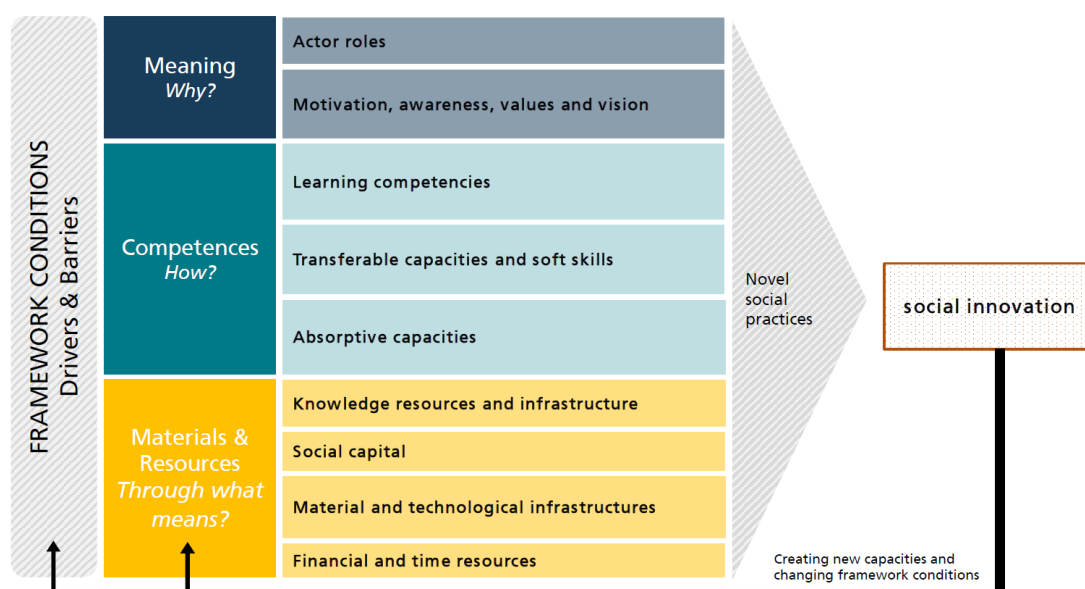 FRAMEWORK CONDITIONS
Drivers & Barriers
Meaning
Why?
Actor roles
Motivation, awareness, values and vision
Competences
How?
Learning competencies
Transferable capacities and soft skills
Absorptive capacities
Materials &
Resources
Through what
means?
Knowledge resources and infrastructure
Social capital
Material and technological infrastructures
Financial and time resources
Novel
social
practices
social innovation
Creating new capacities and
changing framework conditions